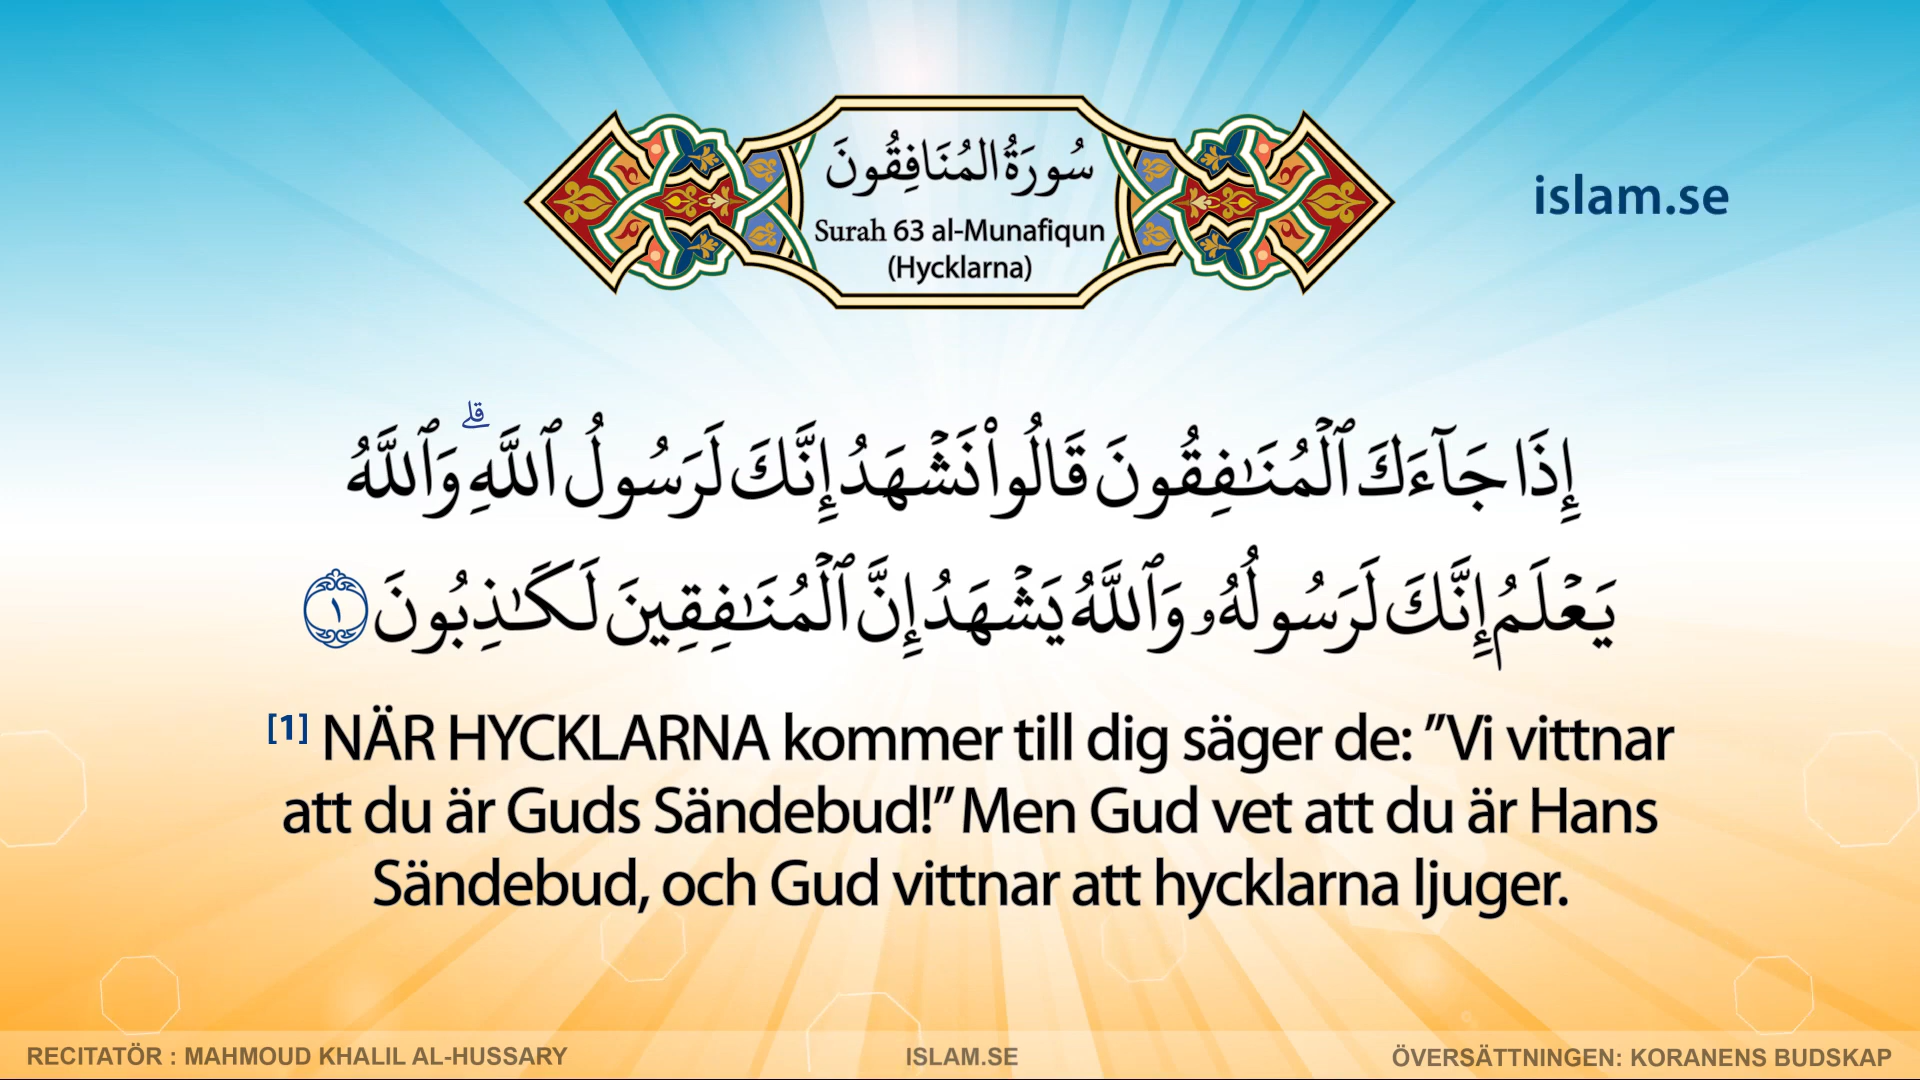 سُورَةُ المُنَافِقُونَ
Surah 63 al-Munafiqun
(Hycklarna)
islam.se
إِذَا جَآءَكَ ٱلْمُنَـٰفِقُونَ قَالُوا۟ نَشْهَدُ إِنَّكَ لَرَسُولُ ٱللَّهِ ۗ وَٱللَّهُ
يَعْلَمُ إِنَّكَ لَرَسُولُهُۥ وَٱللَّهُ يَشْهَدُ إِنَّ ٱلْمُنَـٰفِقِينَ لَكَـٰذِبُونَ ١
[1] NÄR HYCKLARNA kommer till dig säger de: ”Vi vittnar
att du är Guds Sändebud!” Men Gud vet att du är Hans
Sändebud, och Gud vittnar att hycklarna ljuger.
RECITATÖR : MAHMOUD KHALIL AL-HUSSARY
ISLAM.SE
ÖVERSÄTTNINGEN: KORANENS BUDSKAP